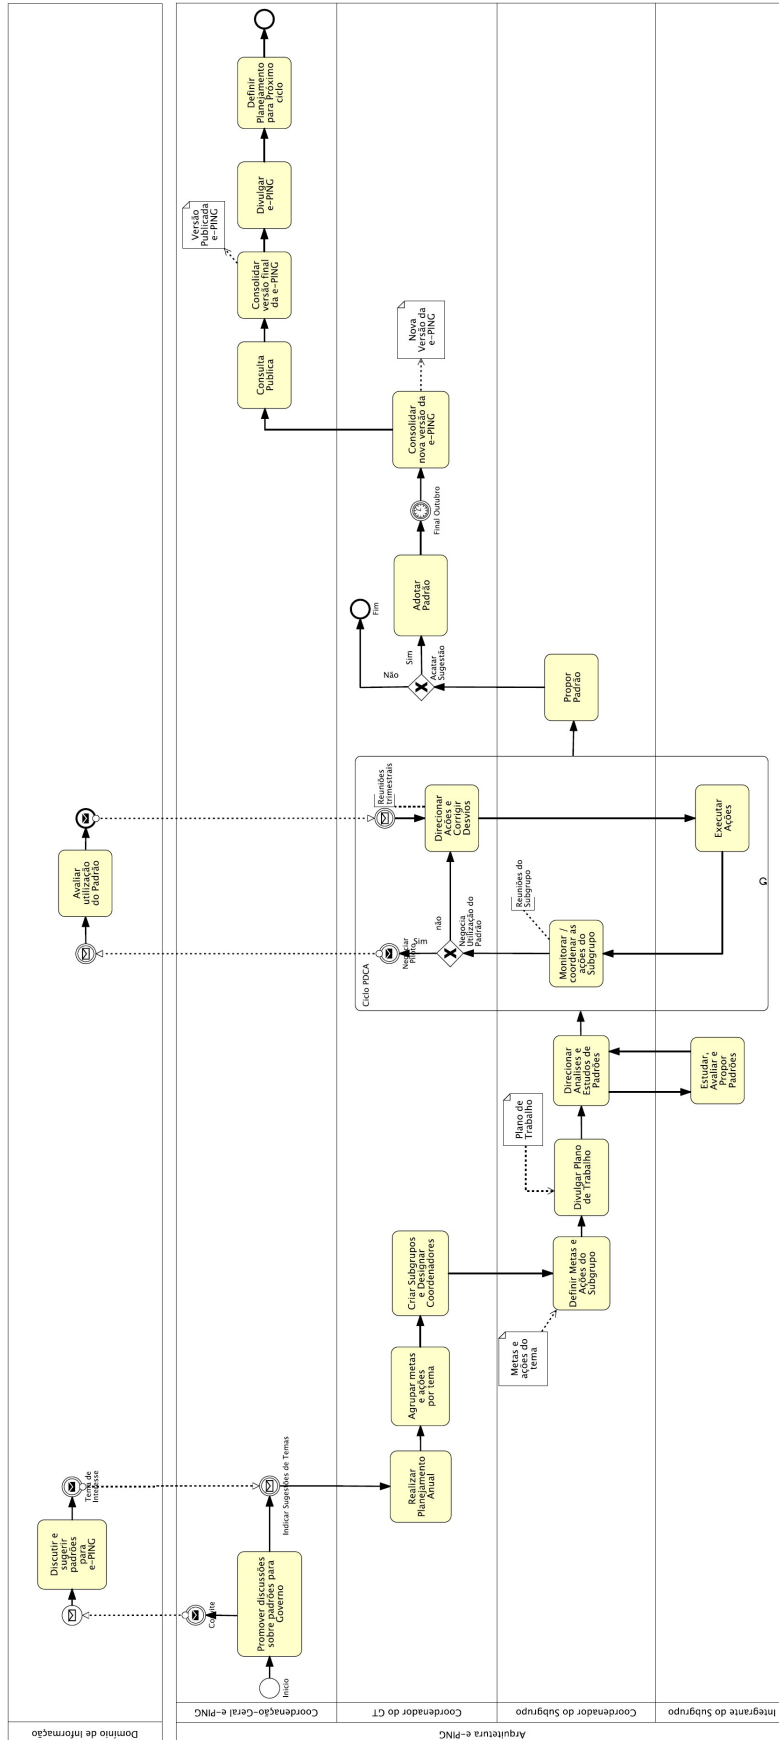 Domínio de Informação
Discutir e
sugerir
padrões
para
e-PING
Tema de
Interesse
Avaliar
utilização
do Padrão
Arquitetura e-PING
Coordenação-Geral e-PING
Início
Promover discussões
sobre padrões para
Governo
Convite
Indicar Sugestões de Temas
Consulta
Publica
Consolidar
versão final
da e-PING
Versão
Publicada
e-PING
Divulgar
e-PING
Definir
Planejamento
para Próximo
ciclo
Coordenador do GT
Realizar
Planejamento
Anual
Agrupar metas
e ações
por tema
Criar Subgrupos
e Designar
Coordenadores
Ciclo PDCA
Negociar
Piloto
Sim
não
Negocia
Utilização do
Padrão
Reuniões
trimestrais
Direcionar
Ações e
Corrigir
Desvios
Não
Fim
Sim
Acatar
Sugestão
Adotar
Padrão
Final Outubro
Consolidar
nova versão da
e-PING
Nova
Versão da
e-PING
Coordenador do Subgrupo
Metas e
ações do
tema
Definir Metas e
Ações do
Subgrupo
Plano de
Trabalho
Divulgar Plano
de Trabalho
Direcionar
Analises e
Estudos de
Padrões
Reuniões do
Subgrupo
Monitorar /
coordenar as
ações do
Subgrupo
Propor
Padrão
Integrante do Subgrupo
Estudar,
Avaliar e
Propor
Padrões
Executar
Ações